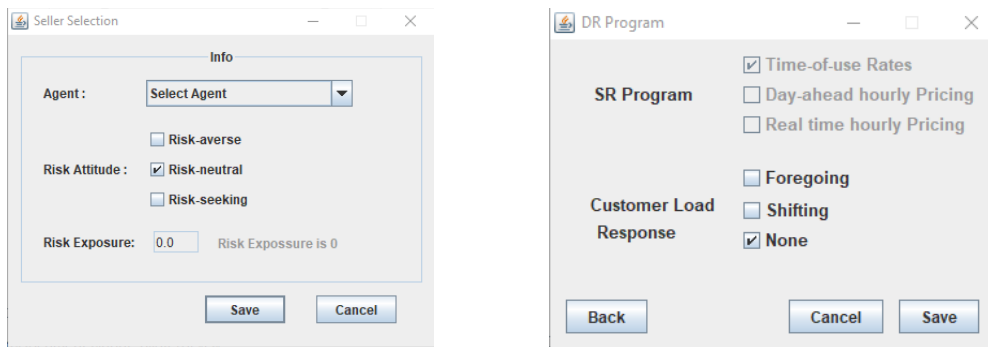 Seller Selection
Info
Agent :
Select Agent
Risk-averse
Risk Attitude :
Risk-neutral
Risk-seeking
Risk Exposure:
0.0
Risk Expossure is 0
Save
Cancel
DR Program
Time-of-use Rates
SR Program
Day-ahead hourly Pricing
Real time hourly Pricing
Foregoing
Customer Load
Shifting
Response
None
Back
Cancel
Save